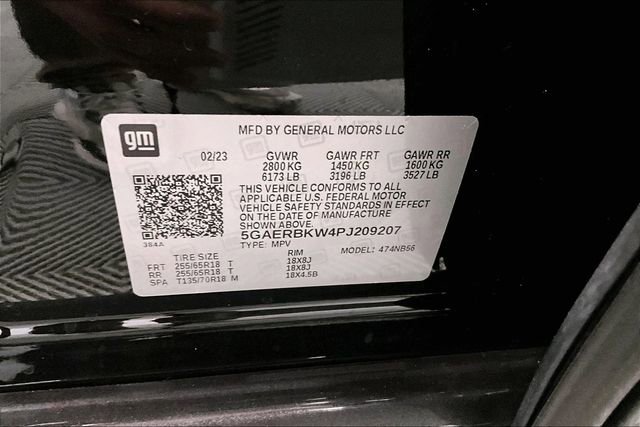 gm
MFD BY GENERAL MOTORS LLC
02/23 GVWR GAWR FRT GAWR RR
2800 KG 1450 KG 1600 KG
6173 LB 3196 LB 3527 LB
THIS VEHICLE CONFORMS TO ALL
APPLICABLE U.S. FEDERAL MOTOR
VEHICLE SAFETY STANDARDS IN EFFECT
ON THE DATE OF MANUFACTURE
SHOWN ABOVE.
384A
5GAERBKW4PJ209207
TYPE: MPV MODEL: 474NB56
TIRE SIZE RIM
FRT 255/65R18 T 18X8J
RR 255/65R18 T 18X8J
SPA T135/70R18 M 18X4.5B